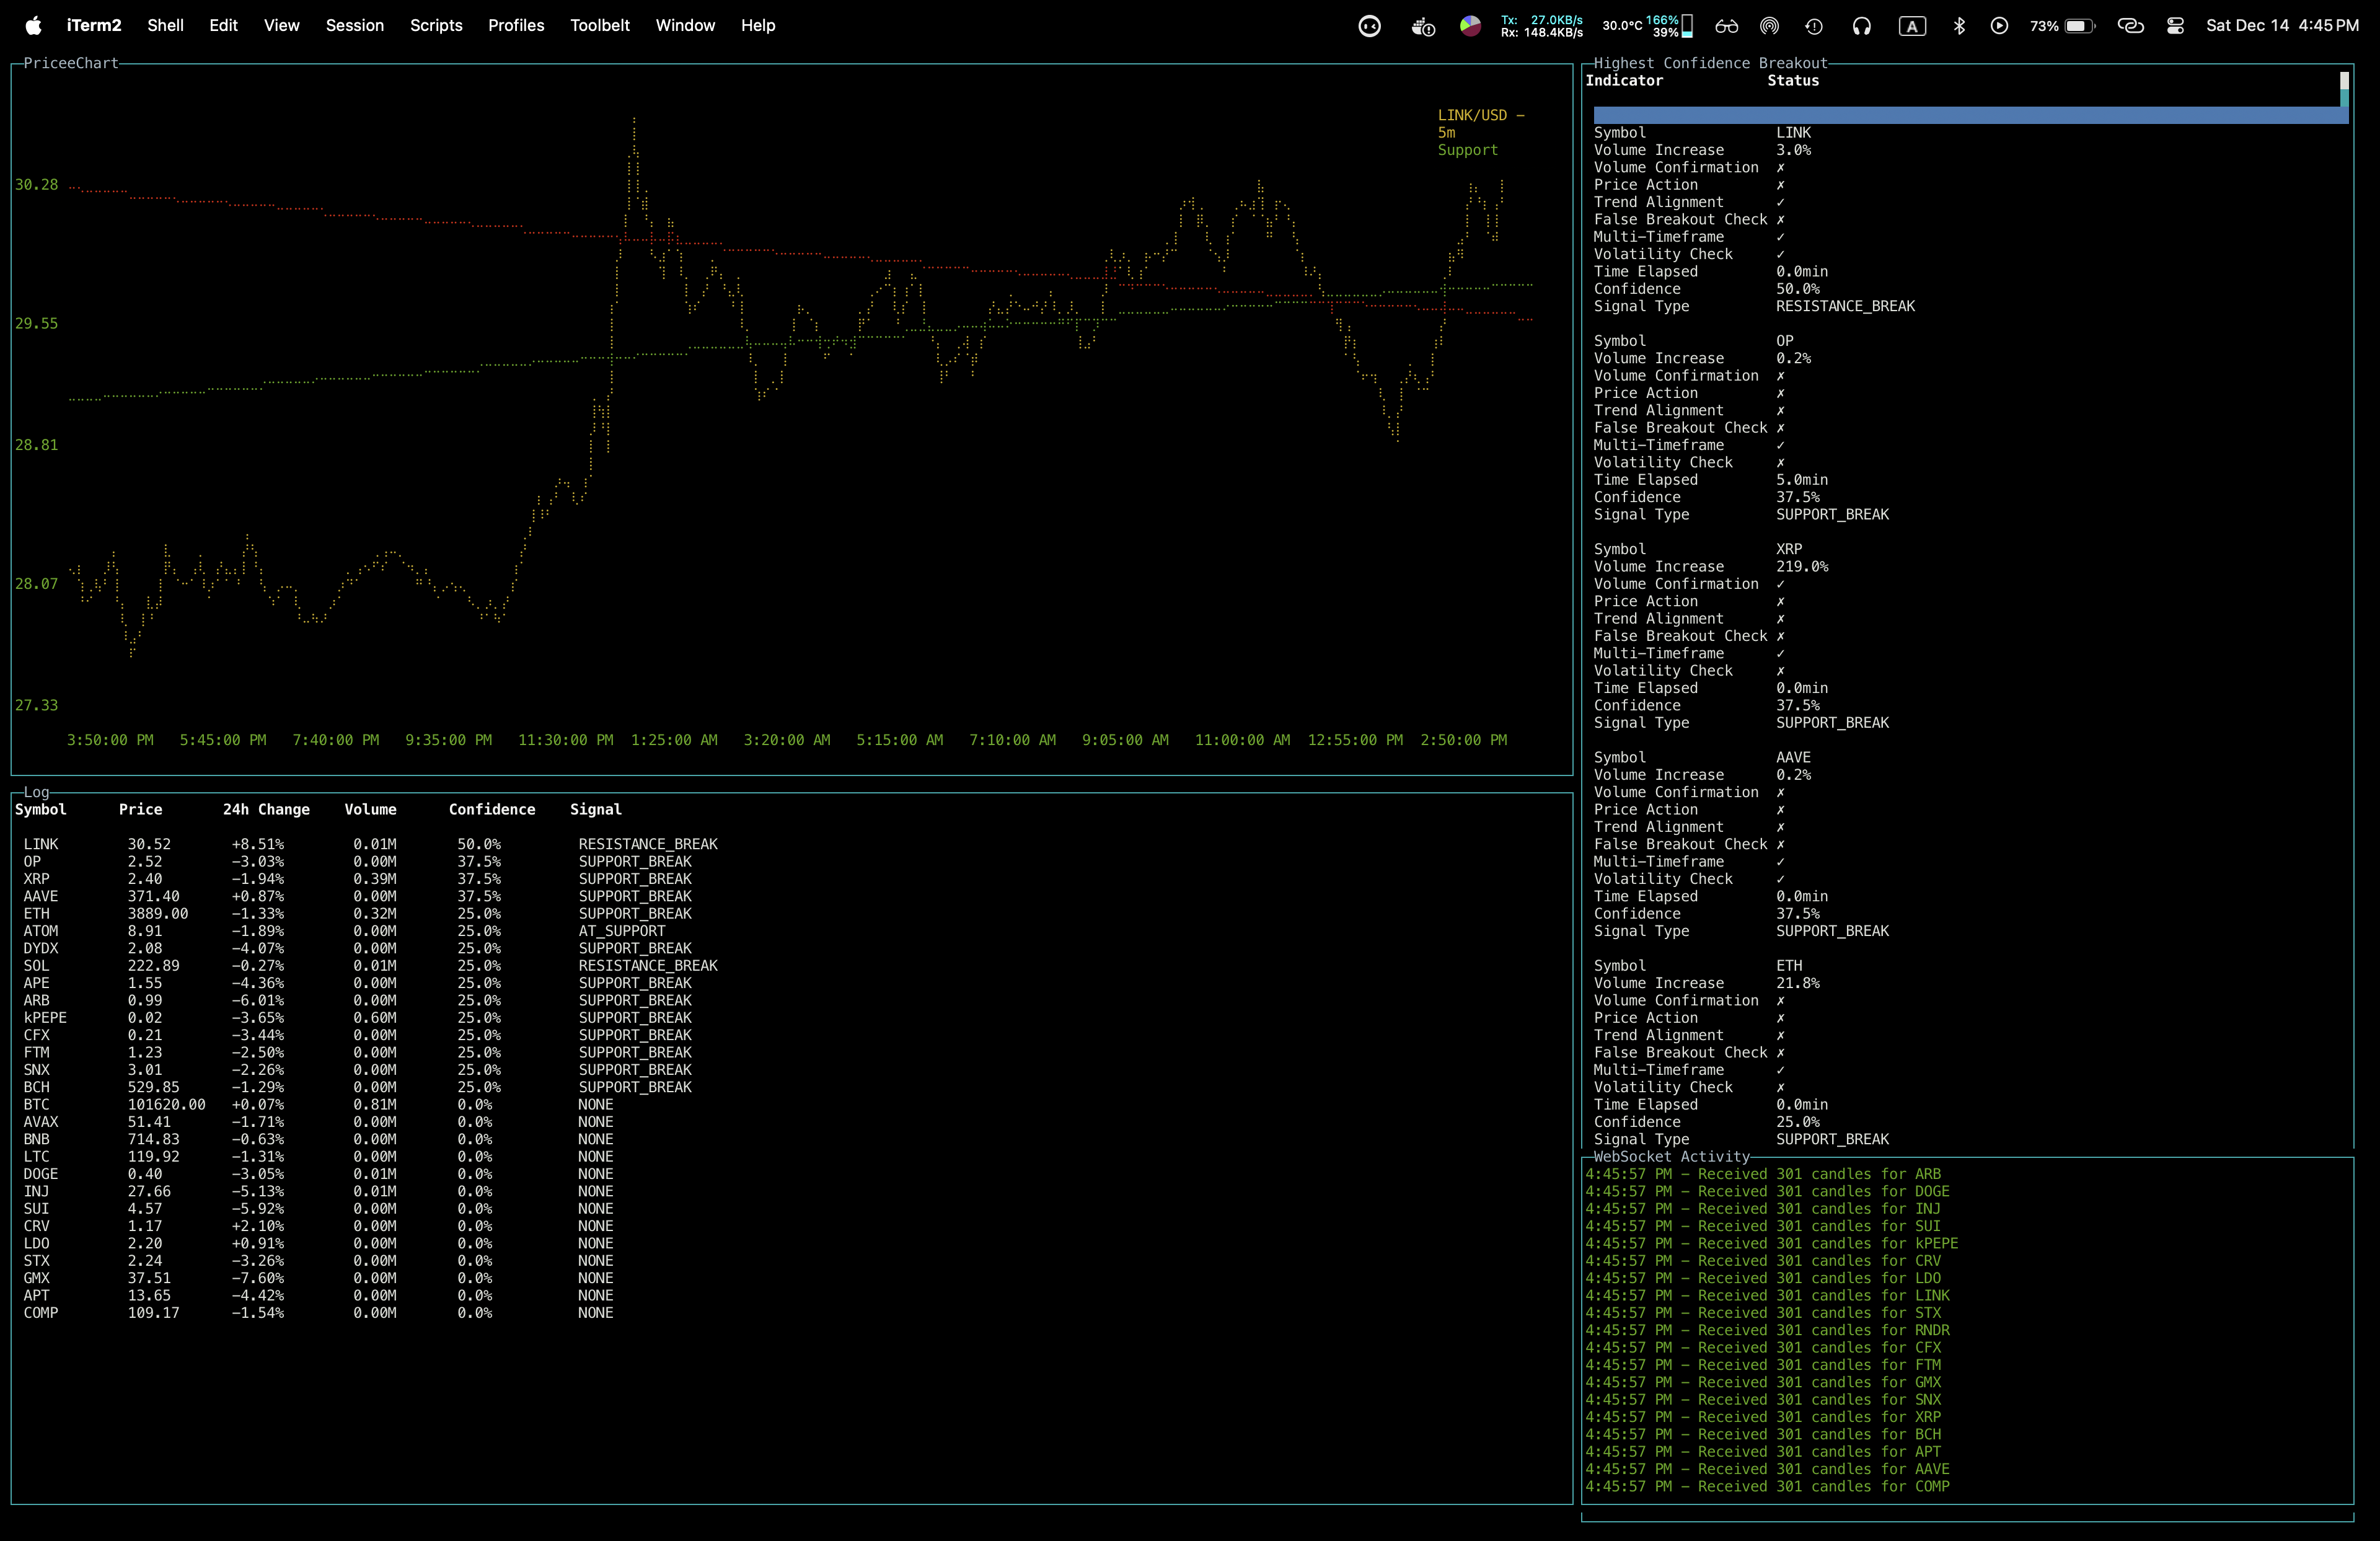 iTerm2 Shell Edit View Session Scripts Profiles Toolbelt Window Help Tx: 27.0KB/s Rx: 148.4KB/s 30.0°C 166% 39% A 73% Sat Dec 14 4:45 PM
PriceeChart
LINK/USD -
5m
Support
30.28
29.55
28.81
28.07
27.33
3:50:00 PM 5:45:00 PM 7:40:00 PM 9:35:00 PM 11:30:00 PM 1:25:00 AM 3:20:00 AM 5:15:00 AM 7:10:00 AM 9:05:00 AM 11:00:00 AM 12:55:00 PM 2:50:00 PM
Log
Symbol Price 24h Change Volume Confidence Signal
LINK 30.52 +8.51% 0.01M 50.0% RESISTANCE_BREAK
OP 2.52 -3.03% 0.00M 37.5% SUPPORT_BREAK
XRP 2.40 -1.94% 0.39M 37.5% SUPPORT_BREAK
AAVE 371.40 +0.87% 0.00M 37.5% SUPPORT_BREAK
ETH 3889.00 -1.33% 0.32M 25.0% SUPPORT_BREAK
ATOM 8.91 -1.89% 0.00M 25.0% AT_SUPPORT
DYDX 2.08 -4.07% 0.00M 25.0% SUPPORT_BREAK
SOL 222.89 -0.27% 0.01M 25.0% RESISTANCE_BREAK
APE 1.55 -4.36% 0.00M 25.0% SUPPORT_BREAK
ARB 0.99 -6.01% 0.00M 25.0% SUPPORT_BREAK
kPEPE 0.02 -3.65% 0.60M 25.0% SUPPORT_BREAK
CFX 0.21 -3.44% 0.00M 25.0% SUPPORT_BREAK
FTM 1.23 -2.50% 0.00M 25.0% SUPPORT_BREAK
SNX 3.01 -2.26% 0.00M 25.0% SUPPORT_BREAK
BCH 529.85 -1.29% 0.00M 25.0% SUPPORT_BREAK
BTC 101620.00 +0.07% 0.81M 0.0% NONE
AVAX 51.41 -1.71% 0.00M 0.0% NONE
BNB 714.83 -0.63% 0.00M 0.0% NONE
LTC 119.92 -1.31% 0.00M 0.0% NONE
DOGE 0.40 -3.05% 0.01M 0.0% NONE
INJ 27.66 -5.13% 0.01M 0.0% NONE
SUI 4.57 -5.92% 0.00M 0.0% NONE
CRV 1.17 +2.10% 0.00M 0.0% NONE
LDO 2.20 +0.91% 0.00M 0.0% NONE
STX 2.24 -3.26% 0.00M 0.0% NONE
GMX 37.51 -7.60% 0.00M 0.0% NONE
APT 13.65 -4.42% 0.00M 0.0% NONE
COMP 109.17 -1.54% 0.00M 0.0% NONE
Highest Confidence Breakout
Indicator Status
Symbol LINK
Volume Increase 3.0%
Volume Confirmation ✗
Price Action ✗
Trend Alignment ✓
False Breakout Check ✗
Multi-Timeframe ✓
Volatility Check ✓
Time Elapsed 0.0min
Confidence 50.0%
Signal Type RESISTANCE_BREAK
Symbol OP
Volume Increase 0.2%
Volume Confirmation ✗
Price Action ✗
Trend Alignment ✗
False Breakout Check ✗
Multi-Timeframe ✓
Volatility Check ✗
Time Elapsed 5.0min
Confidence 37.5%
Signal Type SUPPORT_BREAK
Symbol XRP
Volume Increase 219.0%
Volume Confirmation ✓
Price Action ✗
Trend Alignment ✗
False Breakout Check ✗
Multi-Timeframe ✓
Volatility Check ✗
Time Elapsed 0.0min
Confidence 37.5%
Signal Type SUPPORT_BREAK
Symbol AAVE
Volume Increase 0.2%
Volume Confirmation ✗
Price Action ✗
Trend Alignment ✗
False Breakout Check ✗
Multi-Timeframe ✓
Volatility Check ✓
Time Elapsed 0.0min
Confidence 37.5%
Signal Type SUPPORT_BREAK
Symbol ETH
Volume Increase 21.8%
Volume Confirmation ✗
Price Action ✗
Trend Alignment ✗
False Breakout Check ✗
Multi-Timeframe ✓
Volatility Check ✗
Time Elapsed 0.0min
Confidence 25.0%
Signal Type SUPPORT_BREAK
WebSocket Activity
4:45:57 PM - Received 301 candles for ARB
4:45:57 PM - Received 301 candles for DOGE
4:45:57 PM - Received 301 candles for INJ
4:45:57 PM - Received 301 candles for SUI
4:45:57 PM - Received 301 candles for kPEPE
4:45:57 PM - Received 301 candles for CRV
4:45:57 PM - Received 301 candles for LDO
4:45:57 PM - Received 301 candles for LINK
4:45:57 PM - Received 301 candles for STX
4:45:57 PM - Received 301 candles for RNDR
4:45:57 PM - Received 301 candles for CFX
4:45:57 PM - Received 301 candles for FTM
4:45:57 PM - Received 301 candles for GMX
4:45:57 PM - Received 301 candles for SNX
4:45:57 PM - Received 301 candles for XRP
4:45:57 PM - Received 301 candles for BCH
4:45:57 PM - Received 301 candles for APT
4:45:57 PM - Received 301 candles for AAVE
4:45:57 PM - Received 301 candles for COMP